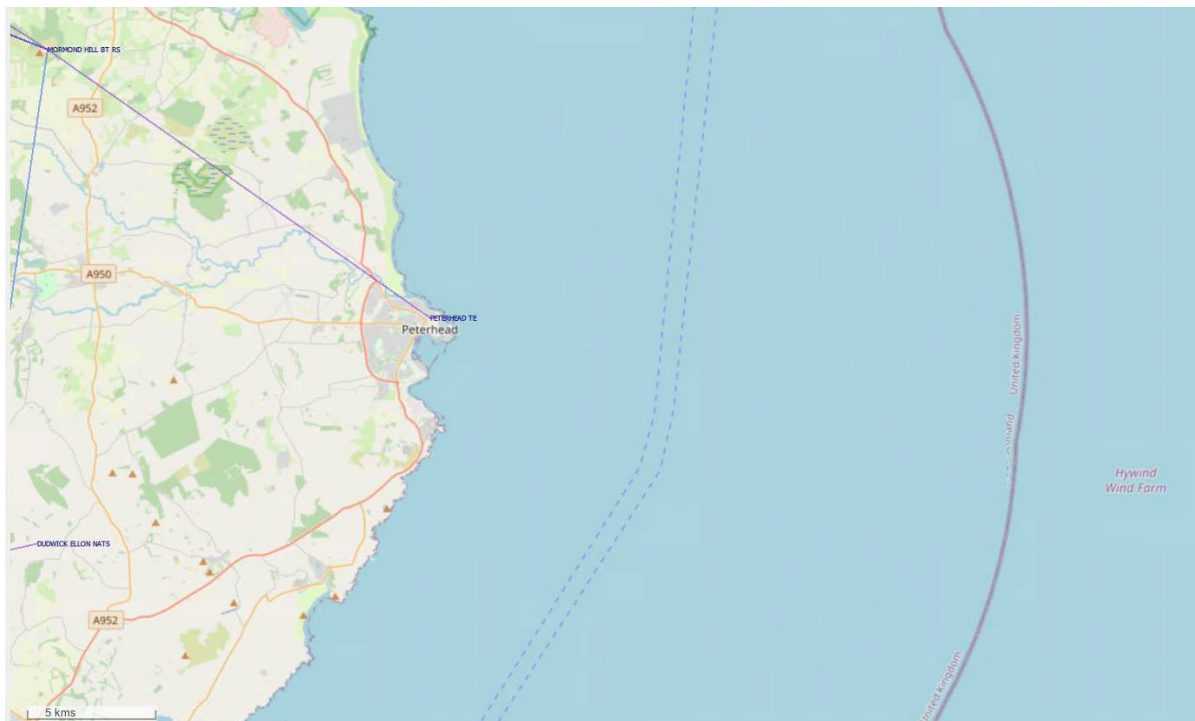 MORMOND HILL BT RS
A952
A950
PETERHEAD TE
Peterhead
United Kingdom
Hywind
Wind Farm
DUDWICK ELLON NATS
A952
United Kingdom
5 kms